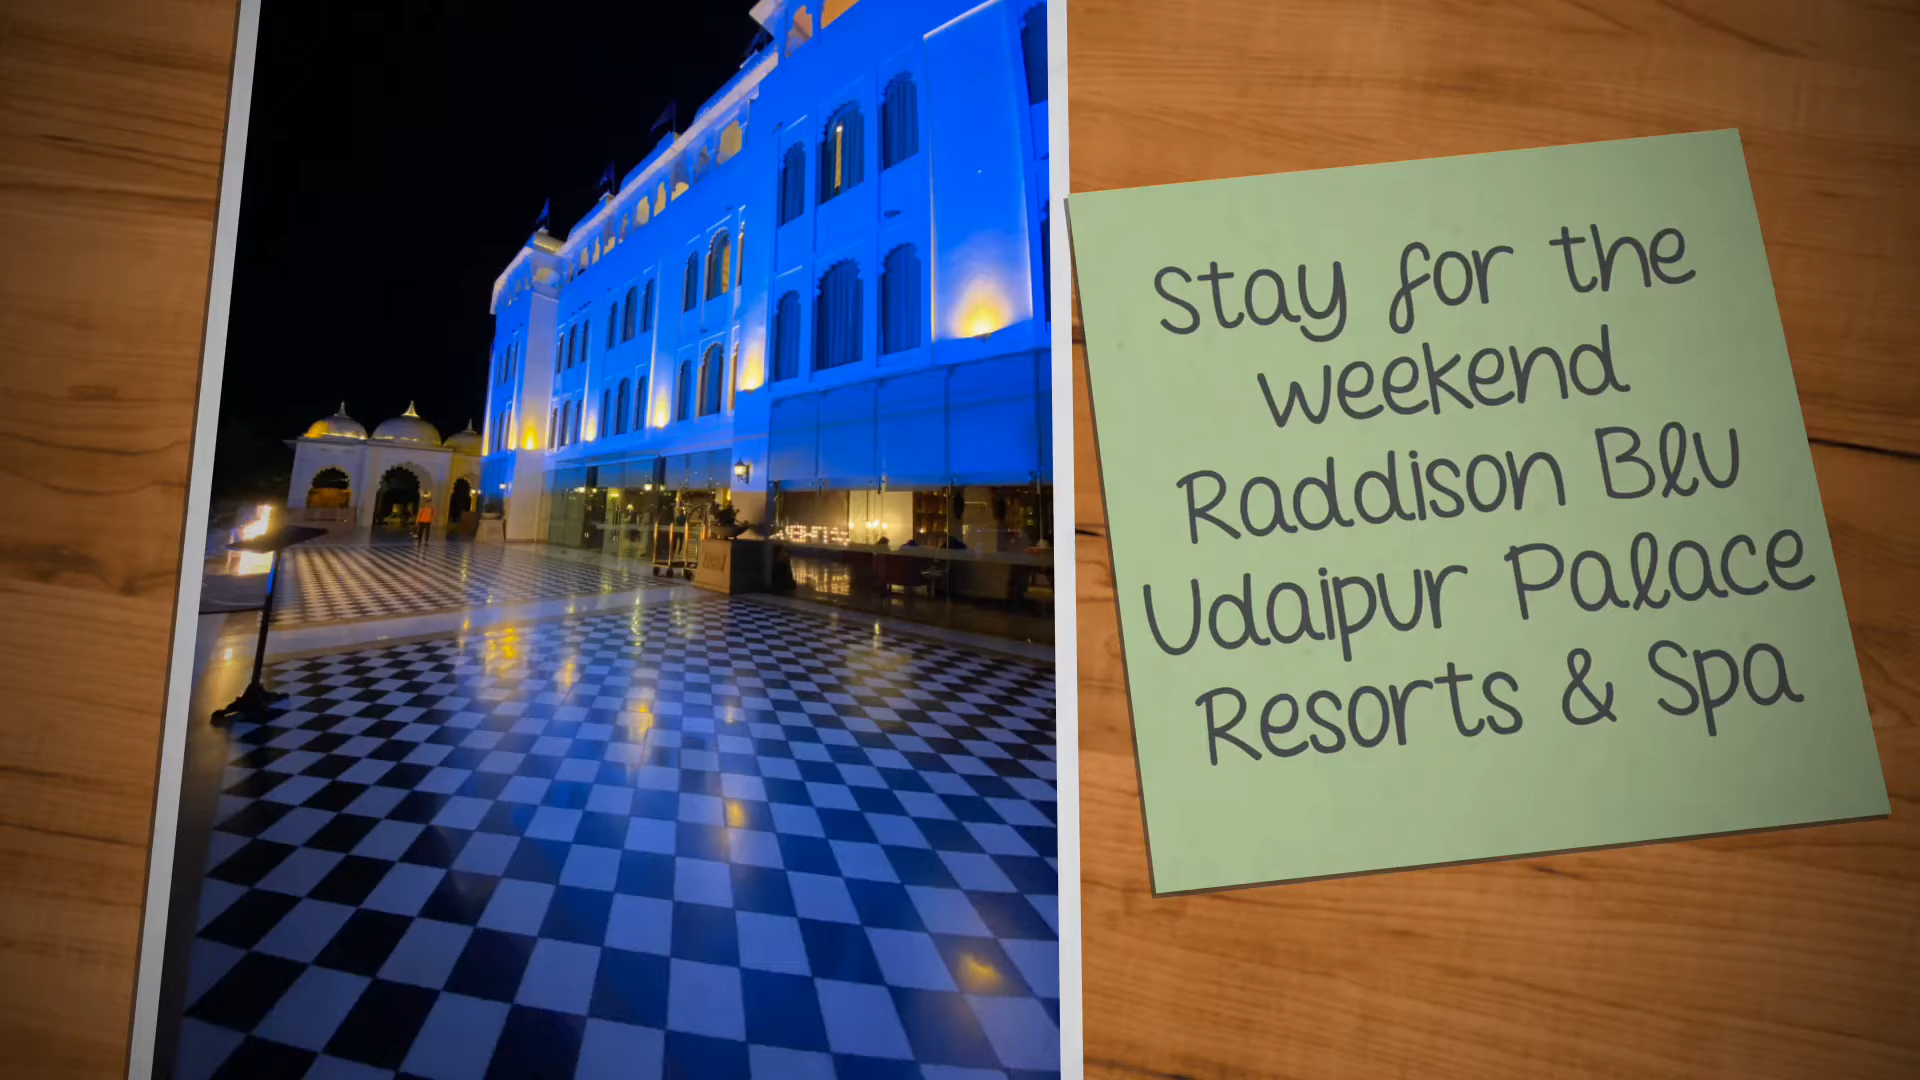 Stay for the
weekend
Raddison Blu
Udaipur Palace
Resorts & Spa